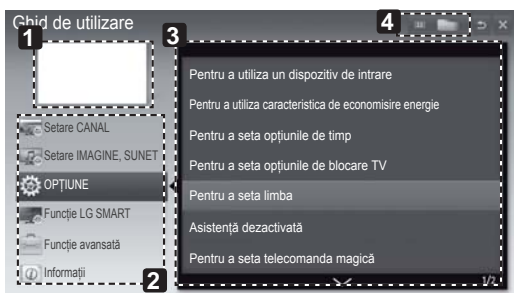 Ghid de utilizare
1
3
4
Setare CANAL
Setare IMAGINE, SUNET
OPȚIUNE
Funcție LG SMART
Funcție avansată
Informații
2
Pentru a utiliza un dispozitiv de intrare
Pentru a utiliza caracteristica de economisire energie
Pentru a seta opțiunile de timp
Pentru a seta opțiunile de blocare TV
Pentru a seta limba
Asistență dezactivată
Pentru a seta telecomanda magică
1/2